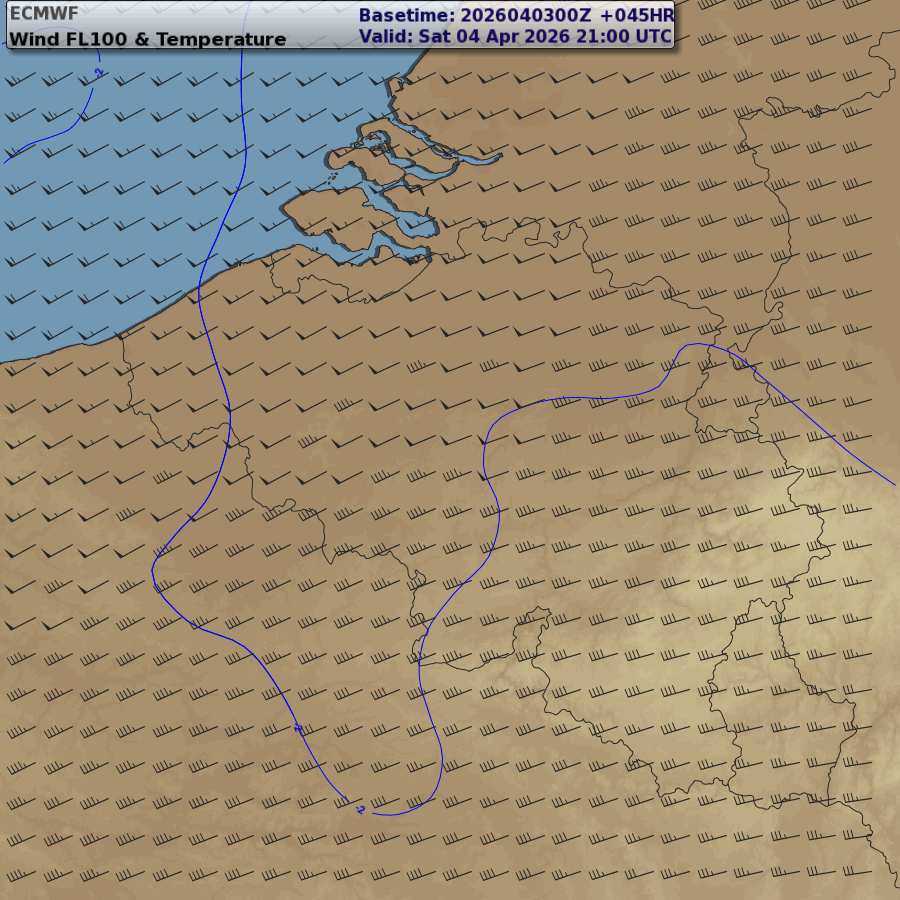 ECMWF
Basetime: 2026040300Z +045HR
Wind FL100 & Temperature
Valid: Sat 04 Apr 2026 21:00 UTC